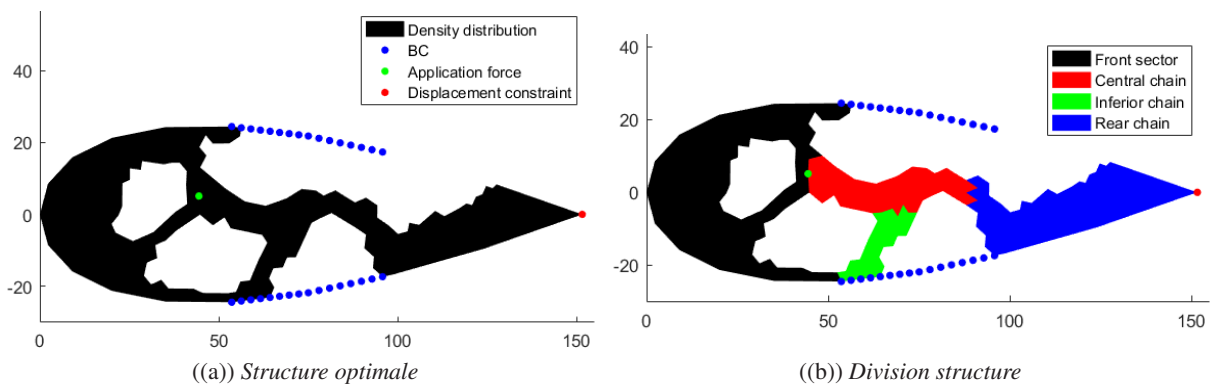 Density distribution
BC
Application force
Displacement constraint
40
20
0
-20
0
50
100
150
((a)) Structure optimale
Front sector
Central chain
Inferior chain
Rear chain
40
20
0
-20
0
50
100
150
((b)) Division structure